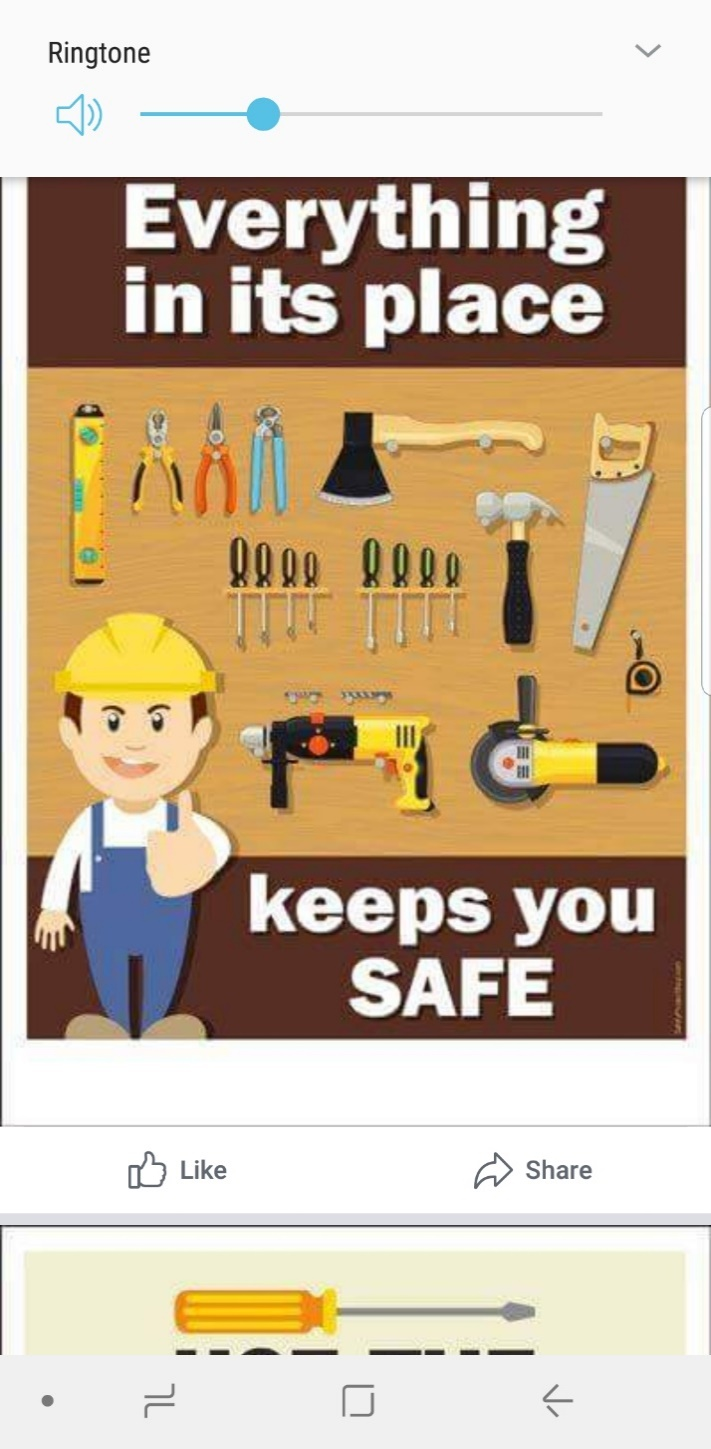 Ringtone
Everything
in its place
keeps you
SAFE
Like
Share